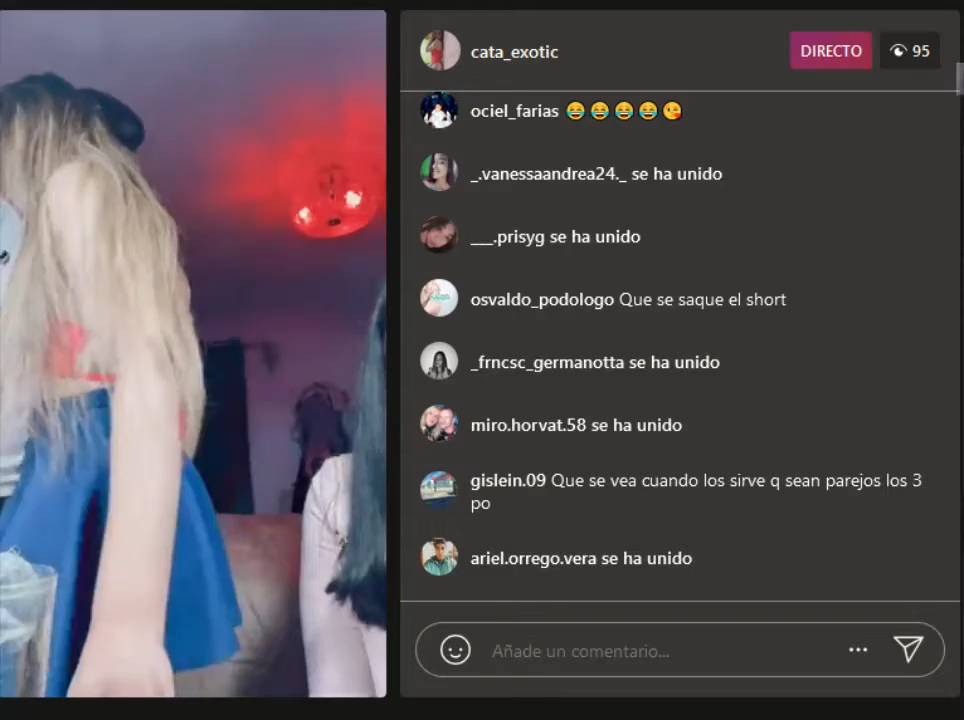 cata_exotic
DIRECTO
95
ociel_farias 😂😂😂😂😘
_.vanessaandrea24._ se ha unido
___.prisyg se ha unido
osvaldo_podologo Que se saque el short
_frncsc_germanotta se ha unido
miro.horvat.58 se ha unido
gislein.09 Que se vea cuando los sirve q sean parejos los 3
po
ariel.orrego.vera se ha unido
Añade un comentario...